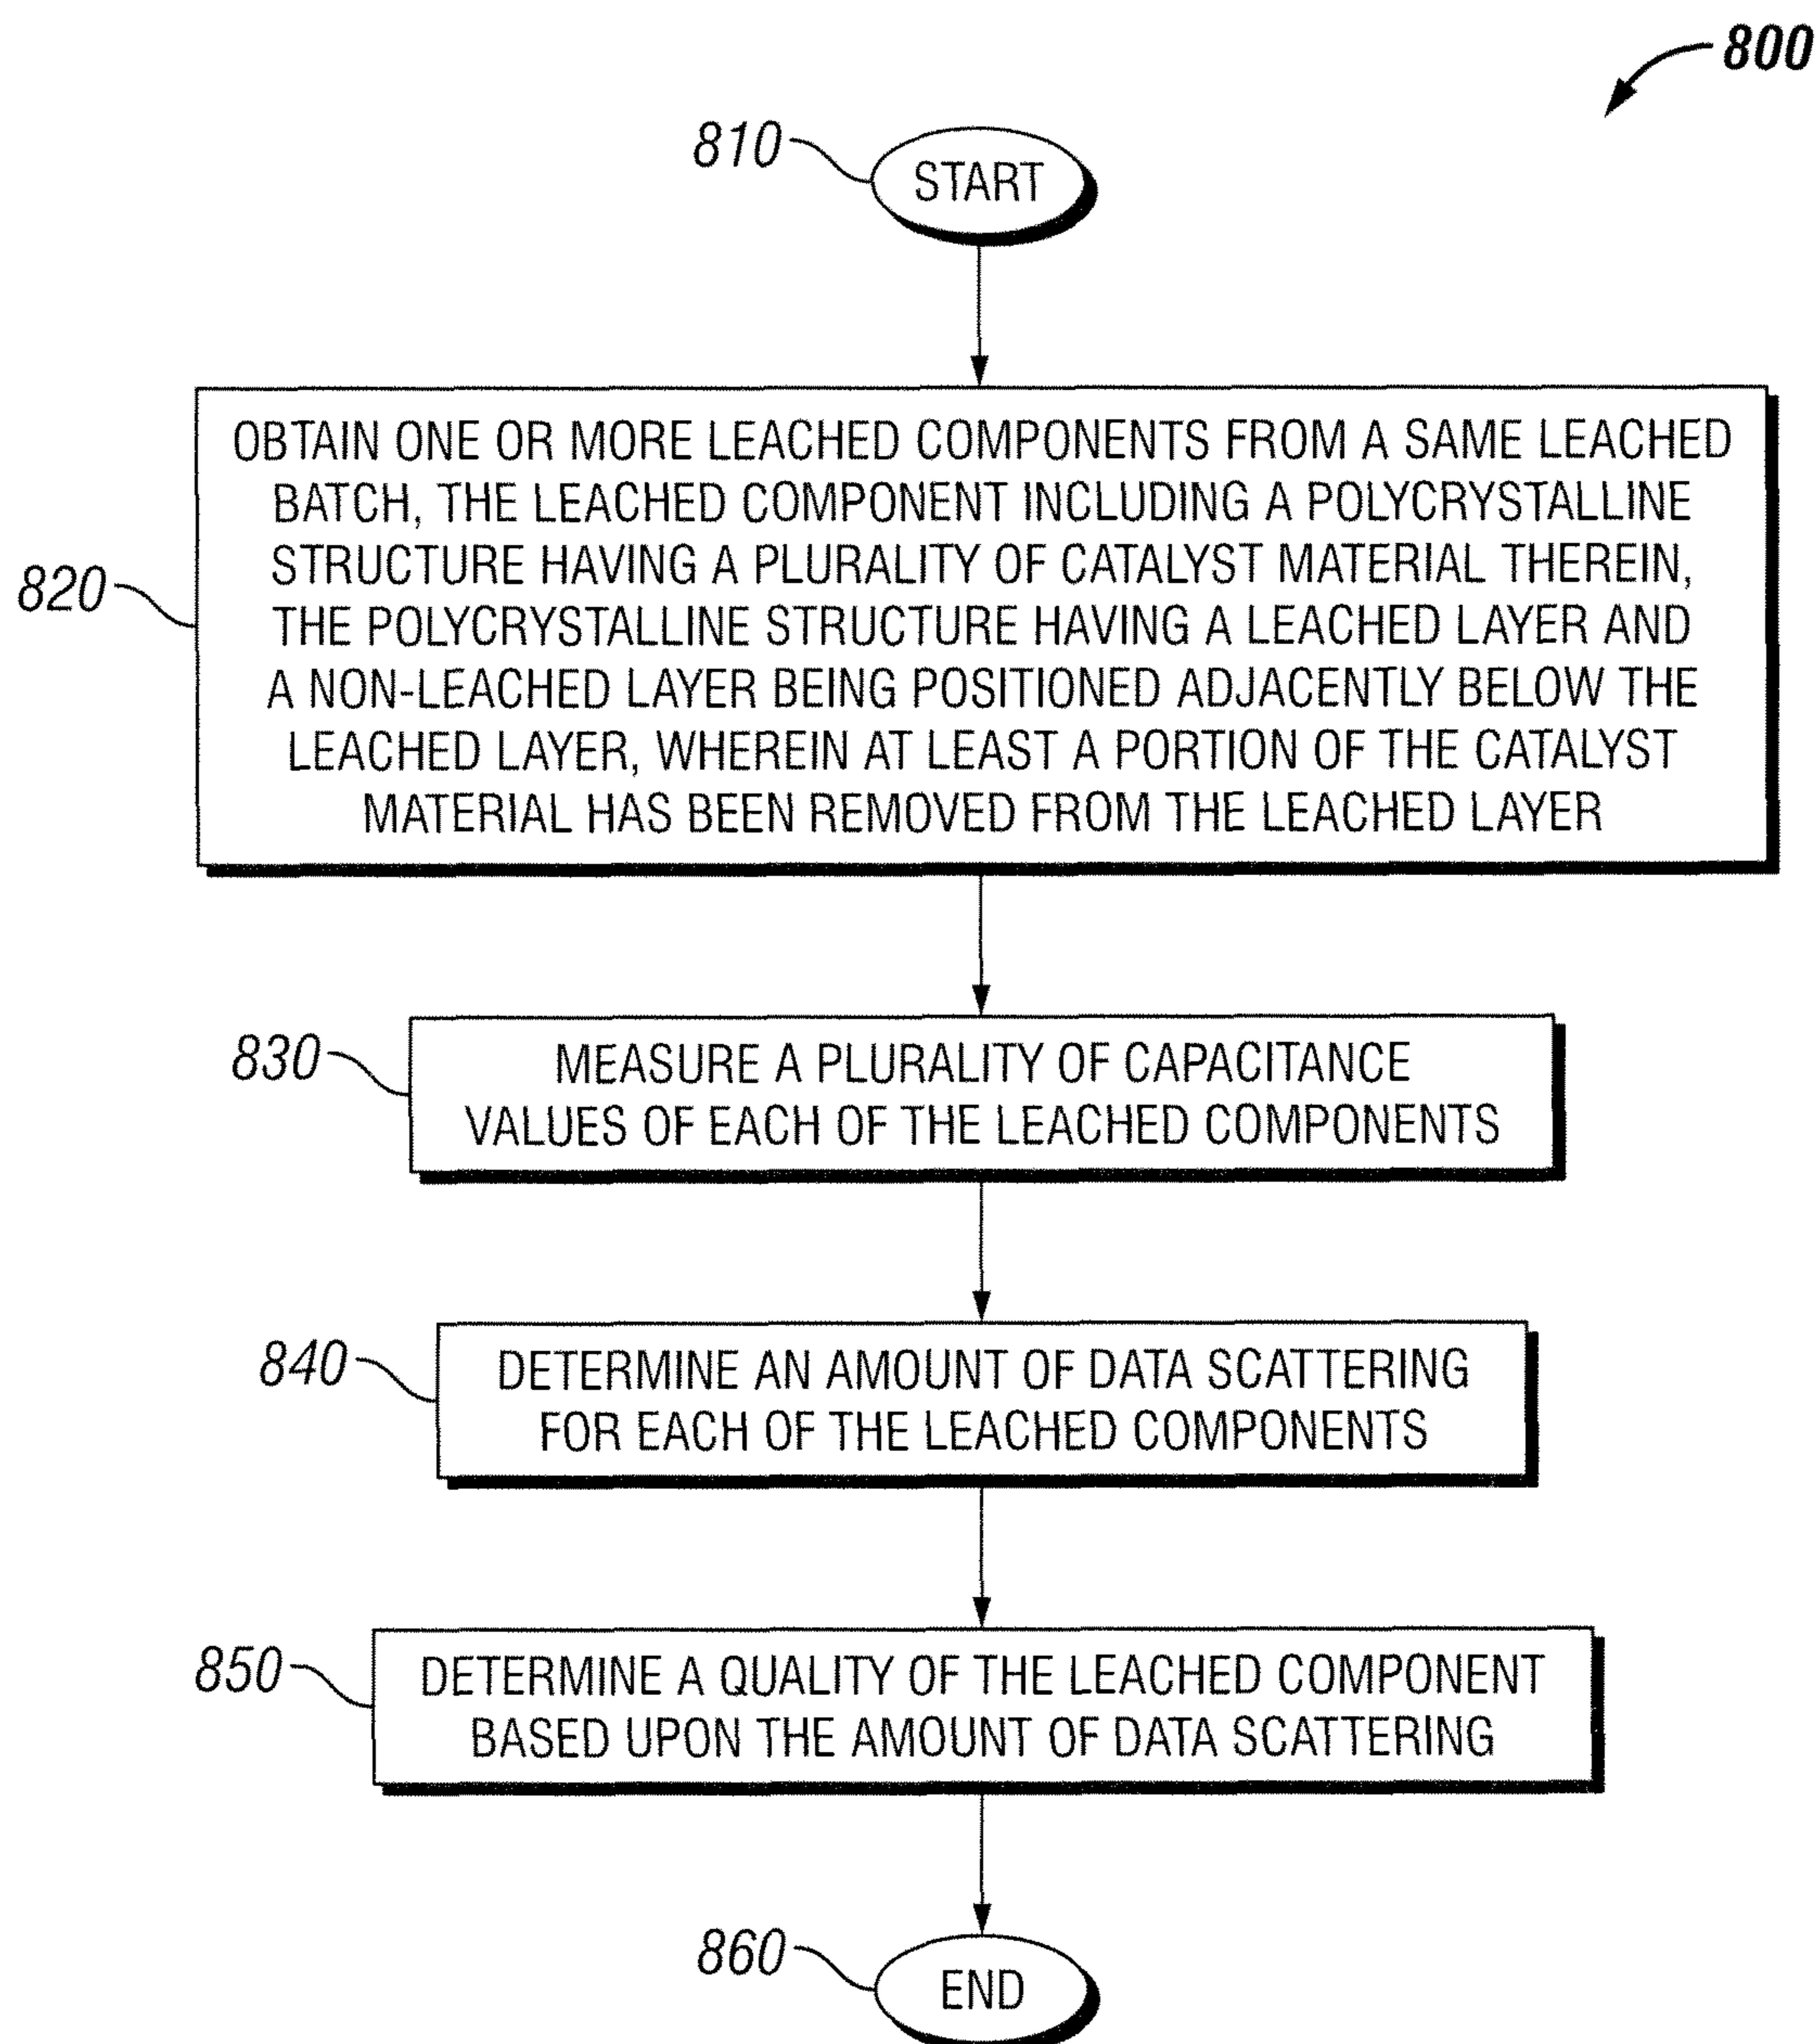 800
810
START
820
OBTAIN ONE OR MORE LEACHED COMPONENTS FROM A SAME LEACHED
BATCH, THE LEACHED COMPONENT INCLUDING A POLYCRYSTALLINE
STRUCTURE HAVING A PLURALITY OF CATALYST MATERIAL THEREIN,
THE POLYCRYSTALLINE STRUCTURE HAVING A LEACHED LAYER AND
A NON-LEACHED LAYER BEING POSITIONED ADJACENTLY BELOW THE
LEACHED LAYER, WHEREIN AT LEAST A PORTION OF THE CATALYST
MATERIAL HAS BEEN REMOVED FROM THE LEACHED LAYER
830
MEASURE A PLURALITY OF CAPACITANCE
VALUES OF EACH OF THE LEACHED COMPONENTS
840
DETERMINE AN AMOUNT OF DATA SCATTERING
FOR EACH OF THE LEACHED COMPONENTS
850
DETERMINE A QUALITY OF THE LEACHED COMPONENT
BASED UPON THE AMOUNT OF DATA SCATTERING
860
END